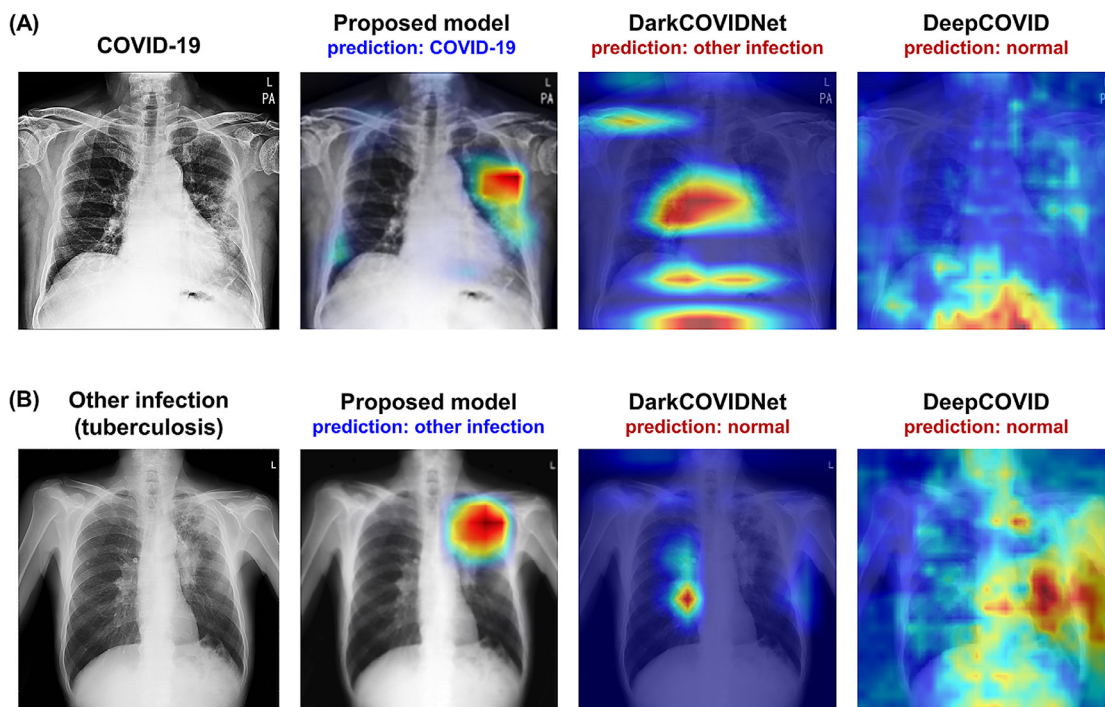 (A)
COVID-19
Proposed model
prediction: COVID-19
DarkCOVIDNet
prediction: other infection
DeepCOVID
prediction: normal
L
PA
L
PA
L
PA
L
PA
(B)
Other infection
(tuberculosis)
Proposed model
prediction: other infection
DarkCOVIDNet
prediction: normal
DeepCOVID
prediction: normal
L
L
L